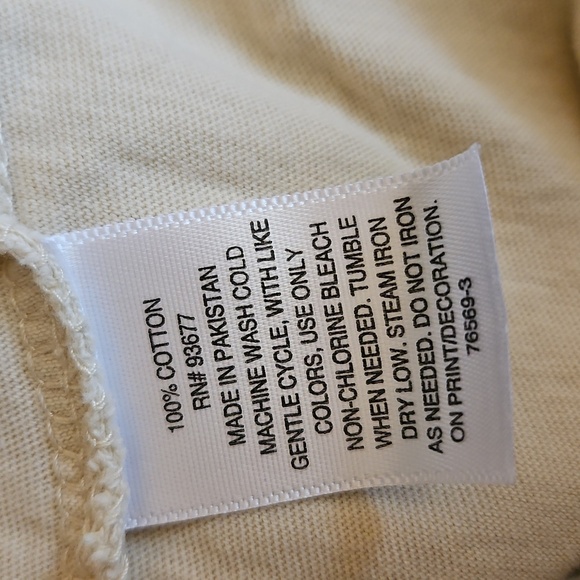 100% COTTON
RN# 93677
MADE IN PAKISTAN
MACHINE WASH COLD
GENTLE CYCLE, WITH LIKE
COLORS, USE ONLY
NON-CHLORINE BLEACH
WHEN NEEDED. TUMBLE
DRY LOW. STEAM IRON
AS NEEDED. DO NOT IRON
ON PRINT/DECORATION.
76569-3